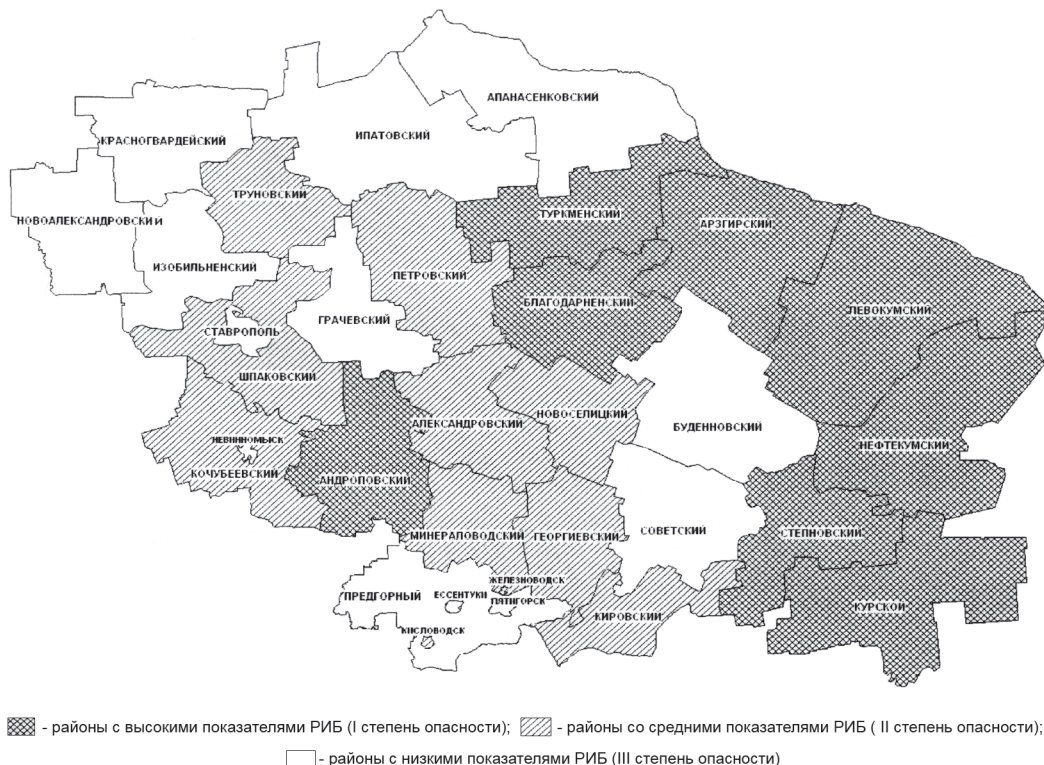 АПАНАСЕНКОВСКИЙ
ИПАТОВСКИЙ
КРАСНОГВАРДЕЙСКИЙ
ТРУНОВСКИЙ
ТУРКМЕНСКИЙ
НОВОАЛЕКСАНДРОВСКИЙ
АРЗГИРСКИЙ
ИЗОБИЛЬНЕНСКИЙ
ПЕТРОВСКИЙ
БЛАГОДАРНЕНСКИЙ
ЛЕВОКУМСКИЙ
ГРАЧЕВСКИЙ
СТАВРОПОЛЬ
ШПАКОВСКИЙ
НОВОСЕЛИЦКИЙ
АЛЕКСАНДРОВСКИЙ
БУДЕННОВСКИЙ
НЕВИННОМЫСК
НЕФТЕКУМСКИЙ
КОЧУБЕЕВСКИЙ
АНДРОПОВСКИЙ
СОВЕТСКИЙ
СТЕПНОВСКИЙ
МИНЕРАЛОВОДСКИЙ
ГЕОРГИЕВСКИЙ
ЖЕЛЕЗНОВОДСК
ПРЕДГОРНЫЙ
ЕССЕНТУКИ
ПЯТИГОРСК
КУРСКОЙ
КИРОВСКИЙ
КИСЛОВОДСК
- районы с высокими показателями РИБ (I степень опасности); - районы со средними показателями РИБ ( II степень опасности);
- районы с низкими показателями РИБ (III степень опасности)